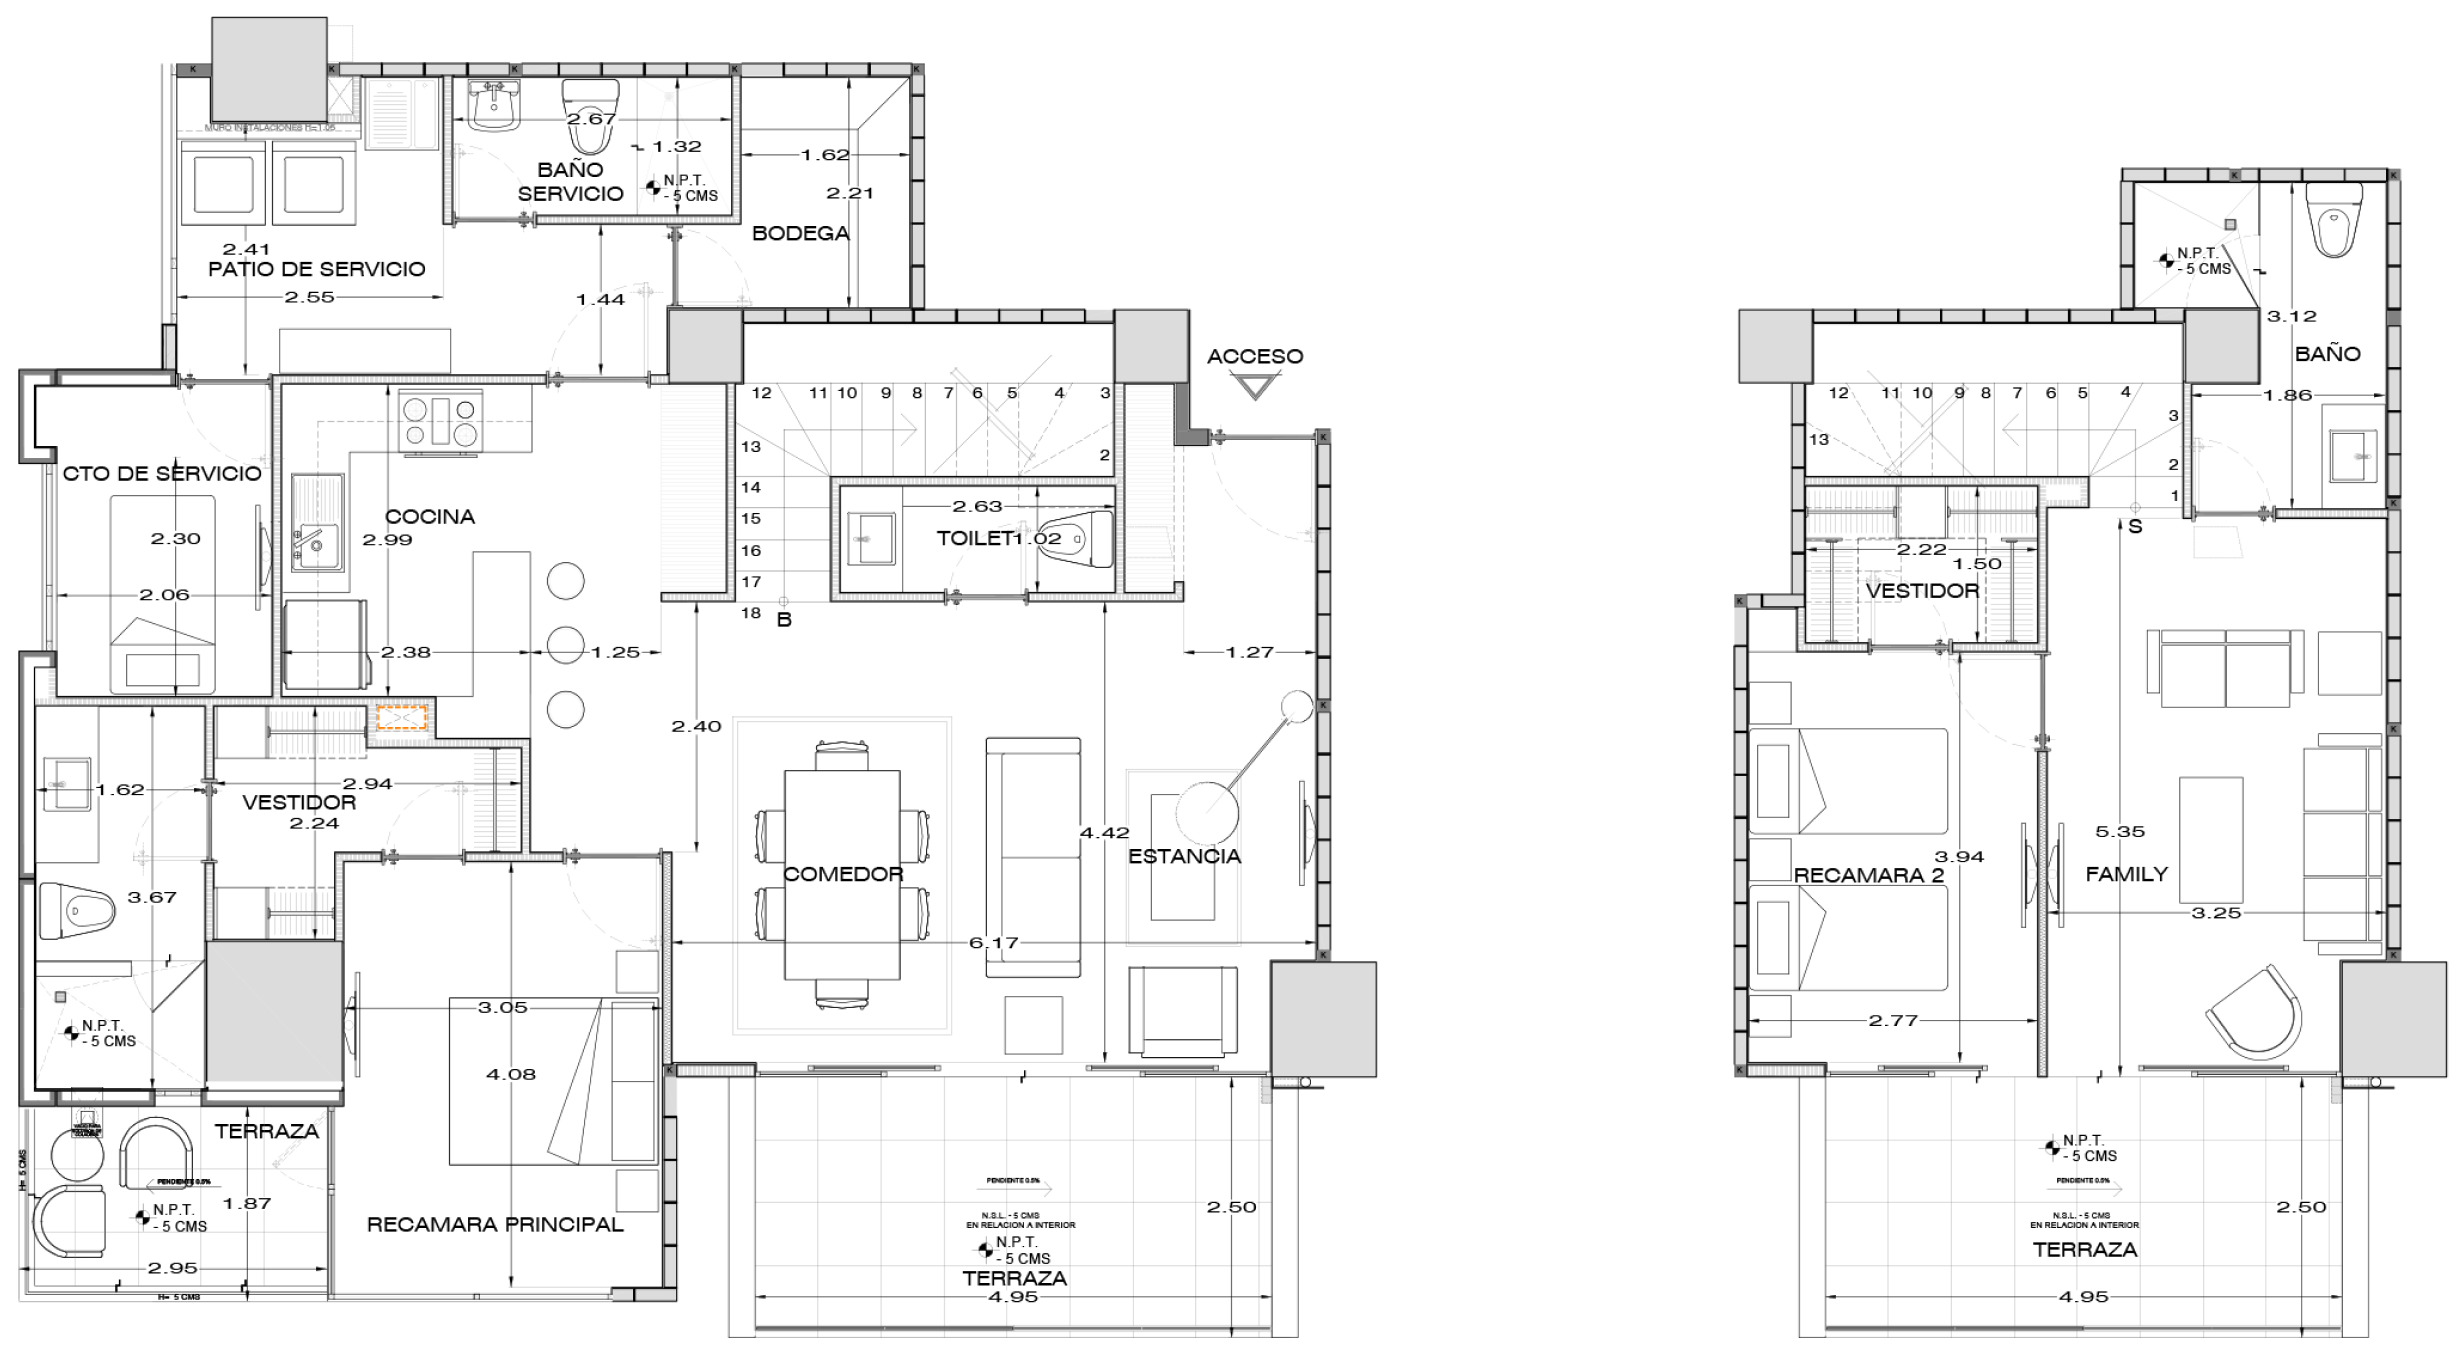 K
K
K
K
K
MURO INSTALACIONES H=1.05
2.67
1.32
BAÑO
SERVICIO
N.P.T.
- 5 CMS
1.62
2.21
BODEGA
2.41
PATIO DE SERVICIO
2.55
1.44
ACCESO
12
11
10
9
8
7
6
5
4
3
13
2
14
15
16
17
18
B
K
CTO DE SERVICIO
2.30
2.06
COCINA
2.99
2.38
1.25
2.63
TOILET
1.02
1.27
2.40
K
1.62
2.94
VESTIDOR
2.24
3.67
4.42
COMEDOR
ESTANCIA
6.17
K
N.P.T.
- 5 CMS
3.05
4.08
K
TERRAZA
H= 5 CMS
PENDIENTE 0.5%
1.87
N.P.T.
- 5 CMS
2.95
H= 5 CMS
RECAMARA PRINCIPAL
PENDIENTE 0.5%
2.50
N.S.L. - 5 CMS
EN RELACION A INTERIOR
N.P.T.
- 5 CMS
TERRAZA
4.95
K
K
N.P.T.
- 5 CMS
3.12
BAÑO
1.86
K
12
11
10
9
8
7
6
5
4
3
13
2
1
S
K
K
2.22
1.50
VESTIDOR
K
5.35
3.94
RECAMARA 2
FAMILY
3.25
K
2.77
K
N.P.T.
- 5 CMS
PENDIENTE 0.5%
2.50
N.S.L. - 5 CMS
EN RELACION A INTERIOR
TERRAZA
4.95